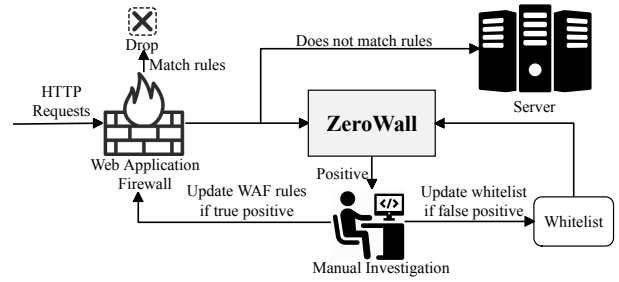 Drop
Match rules
Does not match rules
HTTP
Requests
Server
ZeroWall
Web Application
Firewall
Positive
Update WAF rules
if true positive
Update whitelist
if false positive
</>
Whitelist
Manual Investigation